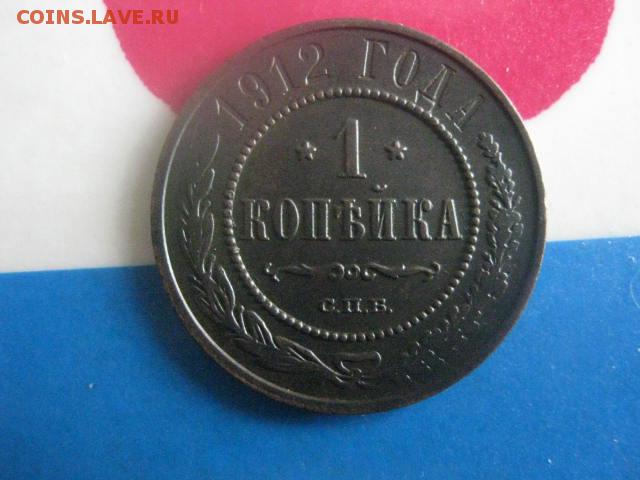 COINS.LAVE.RU
1912 ГОДА
* 1 *
КОПѢЙКА
С.П.Б.